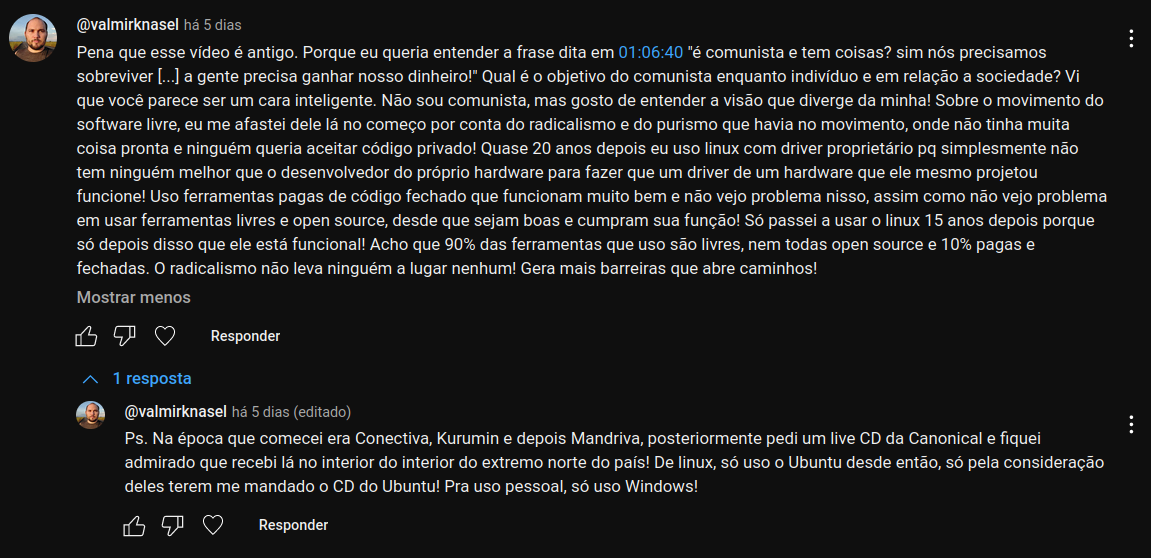 @valmirknasel há 5 dias
Pena que esse vídeo é antigo. Porque eu queria entender a frase dita em 01:06:40 "é comunista e tem coisas? sim nós precisamos
sobreviver [...] a gente precisa ganhar nosso dinheiro!" Qual é o objetivo do comunista enquanto indivíduo e em relação a sociedade? Vi
que você parece ser um cara inteligente. Não sou comunista, mas gosto de entender a visão que diverge da minha! Sobre o movimento do
software livre, eu me afastei dele lá no começo por conta do radicalismo e do purismo que havia no movimento, onde não tinha muita
coisa pronta e ninguém queria aceitar código privado! Quase 20 anos depois eu uso linux com driver proprietário pq simplesmente não
tem ninguém melhor que o desenvolvedor do próprio hardware para fazer que um driver de um hardware que ele mesmo projetou
funcione! Uso ferramentas pagas de código fechado que funcionam muito bem e não vejo problema nisso, assim como não vejo problema
em usar ferramentas livres e open source, desde que sejam boas e cumpram sua função! Só passei a usar o linux 15 anos depois porque
só depois disso que ele está funcional! Acho que 90% das ferramentas que uso são livres, nem todas open source e 10% pagas e
fechadas. O radicalismo não leva ninguém a lugar nenhum! Gera mais barreiras que abre caminhos!
Mostrar menos
Responder
1 resposta
@valmirknasel há 5 dias (editado)
Ps. Na época que comecei era Conectiva, Kurumin e depois Mandriva, posteriormente pedi um live CD da Canonical e fiquei
admirado que recebi lá no interior do interior do extremo norte do país! De linux, só uso o Ubuntu desde então, só pela consideração
deles terem me mandado o CD do Ubuntu! Pra uso pessoal, só uso Windows!
Responder